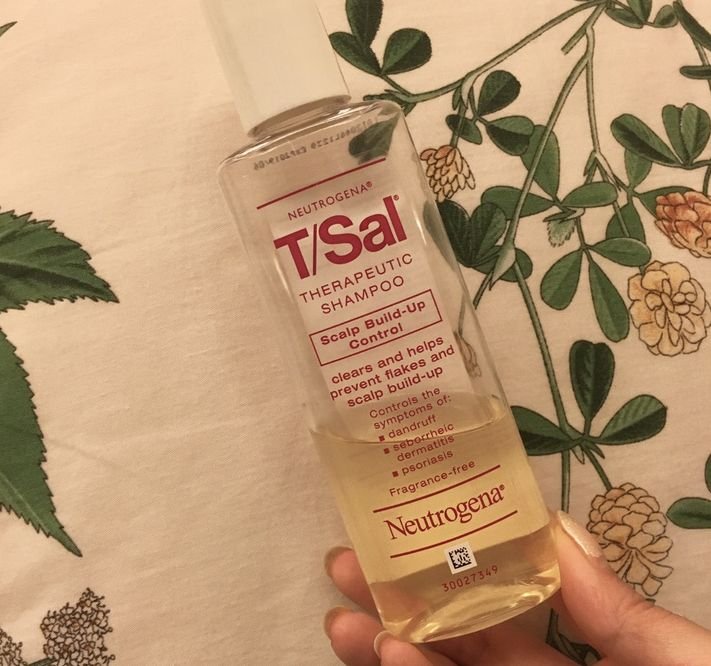 NEUTROGENA®
T/Sal®
THERAPEUTIC
SHAMPOO
Scalp Build-Up
Control
clears and helps
prevent flakes and
scalp build-up
Controls the
symptoms of:
▪ dandruff
▪ seborrheic
dermatitis
▪ psoriasis
Fragrance-free
Neutrogena®
30027349